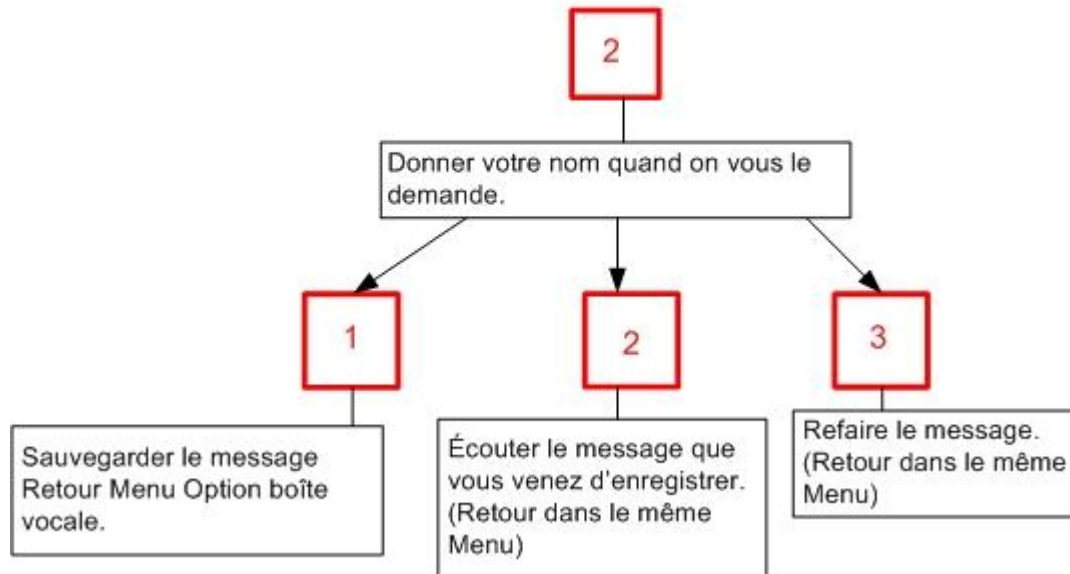 2
Donner votre nom quand on vous le
demande.
1
2
3
Sauvegarder le message
Retour Menu Option boîte
vocale.
Écouter le message que
vous venez d'enregistrer.
(Retour dans le même
Menu)
Refaire le message.
(Retour dans le même
Menu)